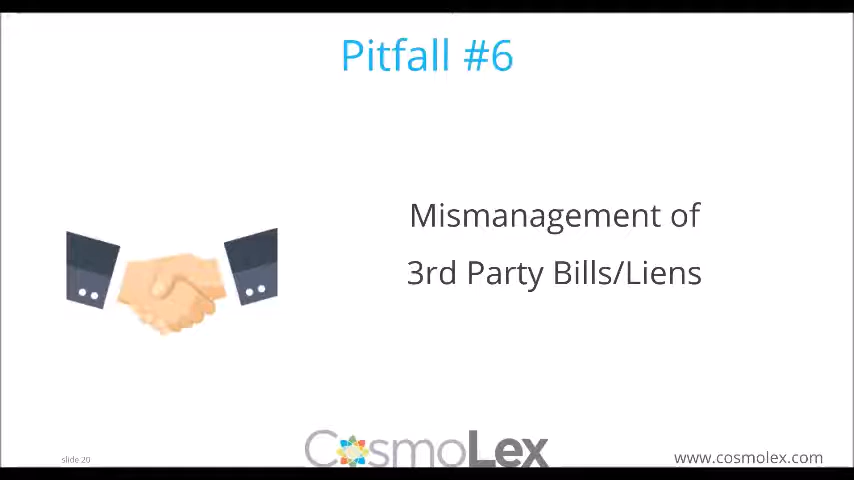 Pitfall #6
Mismanagement of
3rd Party Bills/Liens
slide 20
CosmoLex
www.cosmolex.com